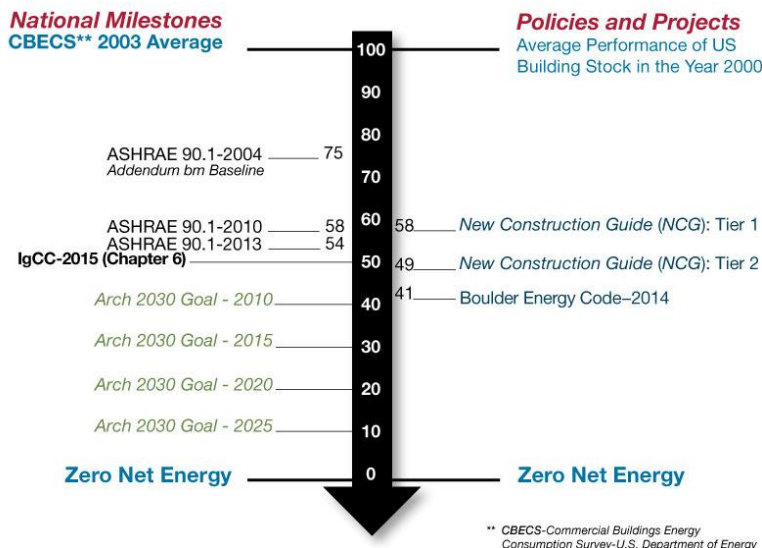 National Milestones
CBECS** 2003 Average
Policies and Projects
Average Performance of US
Building Stock in the Year 2000
100
90
80
70
60
50
40
30
20
10
0
ASHRAE 90.1-2004 75
Addendum bm Baseline
ASHRAE 90.1-2010 58
ASHRAE 90.1-2013 54
IgCC-2015 (Chapter 6)
Arch 2030 Goal - 2010
Arch 2030 Goal - 2015
Arch 2030 Goal - 2020
Arch 2030 Goal - 2025
Zero Net Energy
58 New Construction Guide (NCG): Tier 1
49 New Construction Guide (NCG): Tier 2
41 Boulder Energy Code–2014
Zero Net Energy
** CBECS-Commercial Buildings Energy
Consumption Survey-U.S. Department of Energy